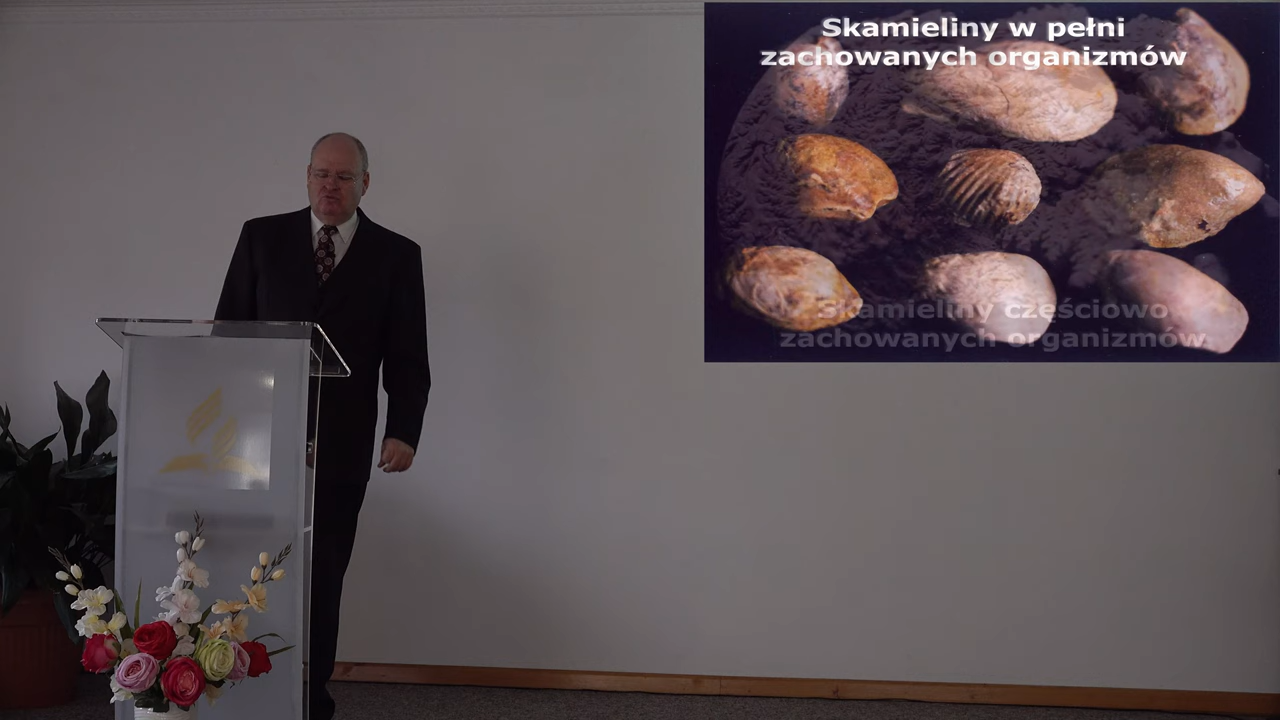 Skamieliny w pełni
zachowanych organizmów
Skamieliny częściowo
zachowanych organizmów